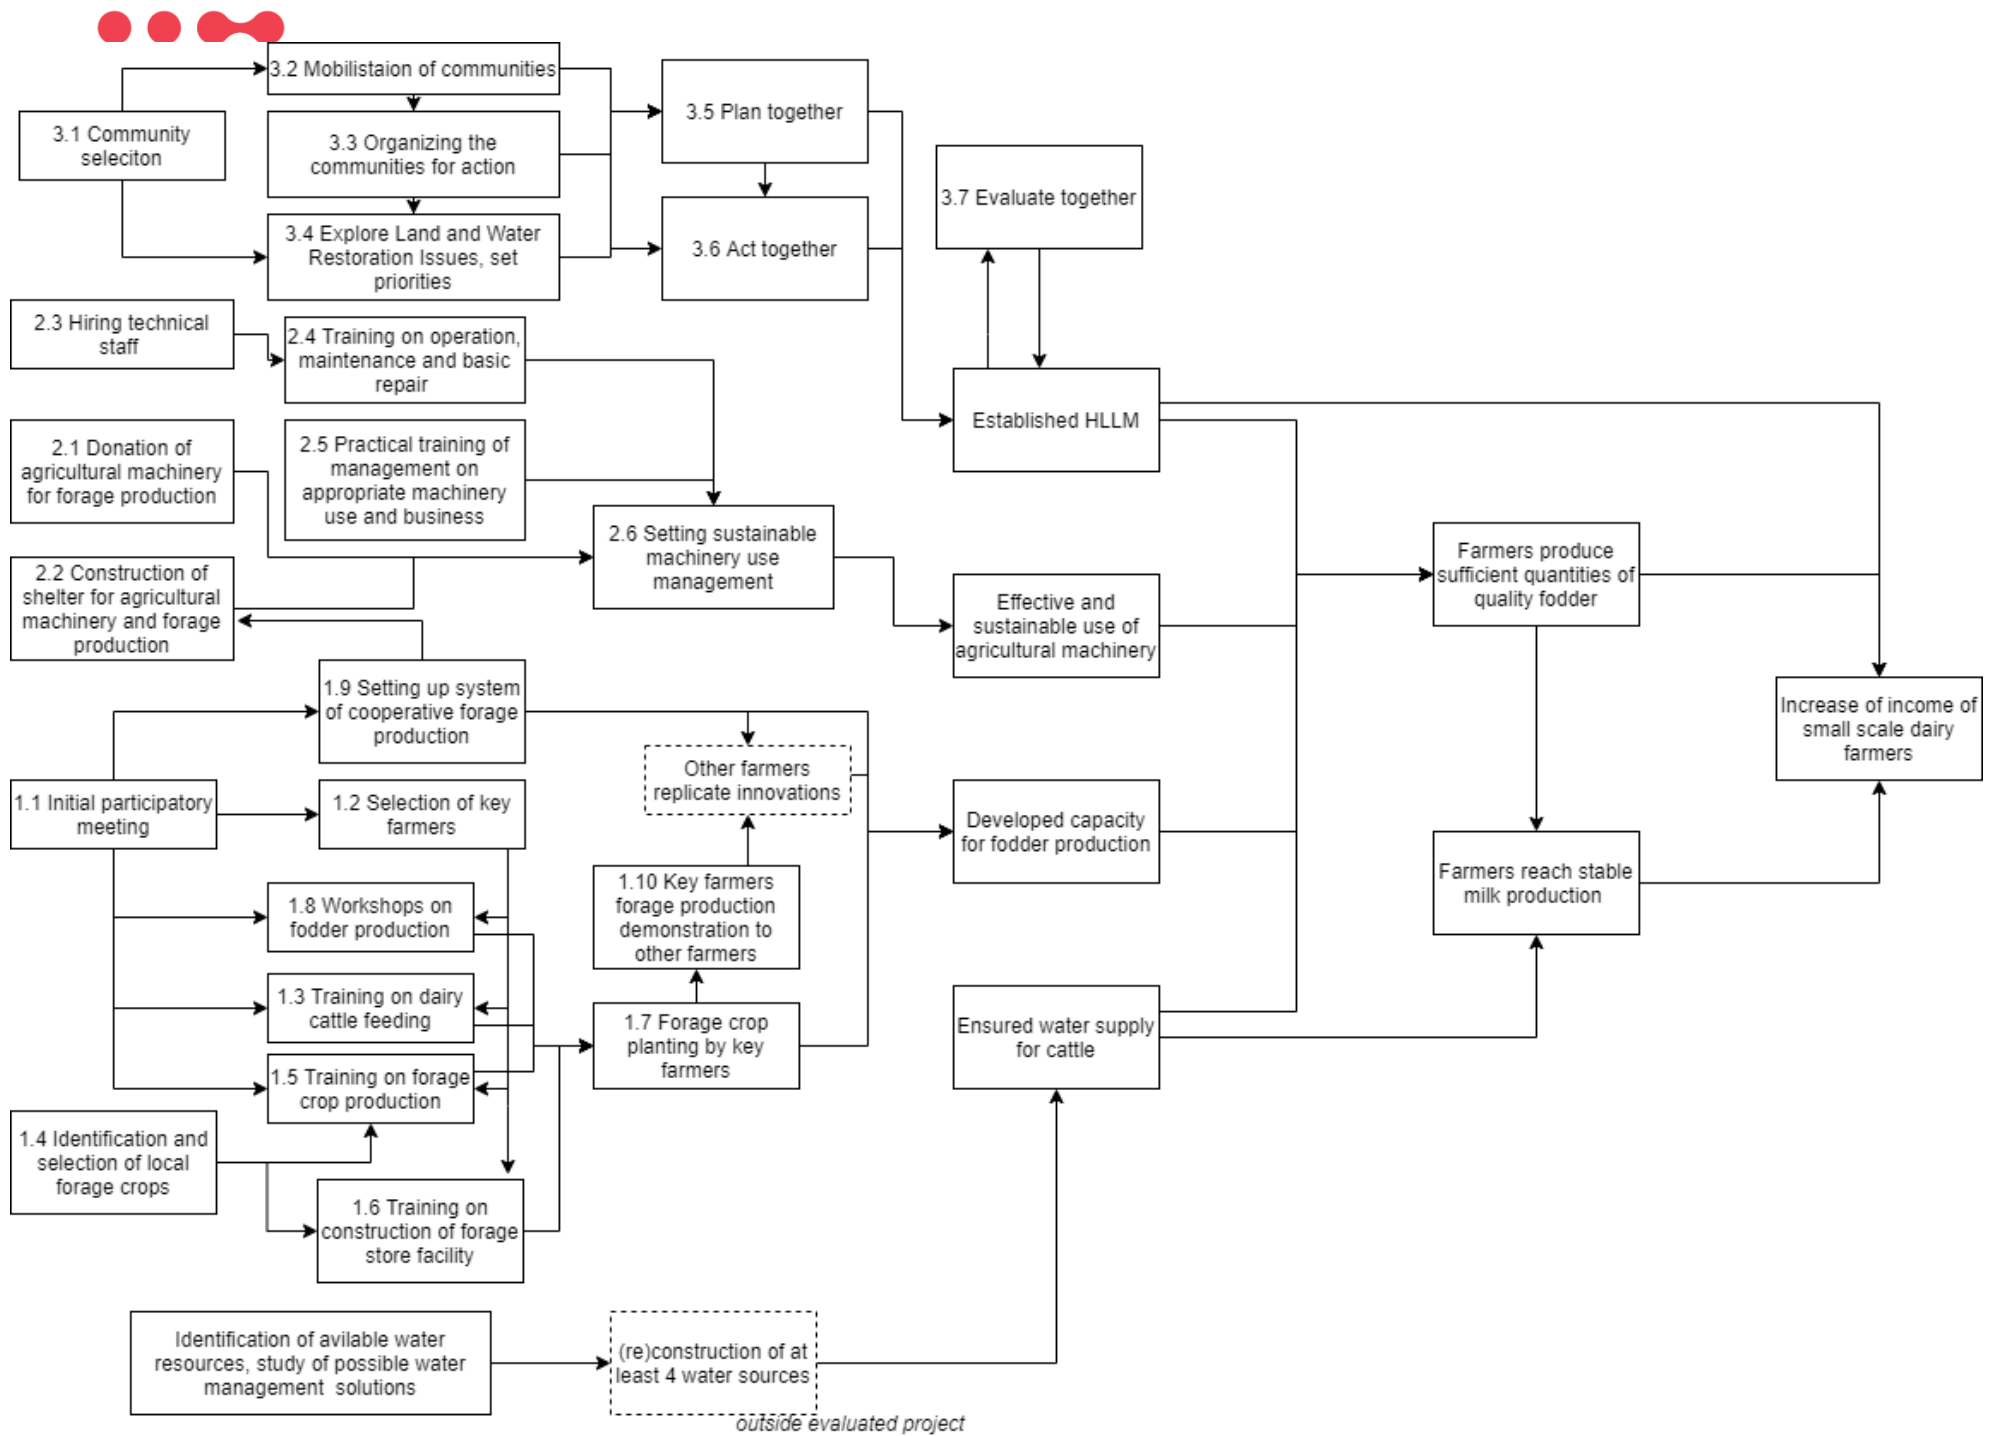 3.2 Mobilistaion of communities
3.1 Community
seleciton
3.3 Organizing the
communities for action
3.4 Explore Land and Water
Restoration Issues, set
priorities
3.5 Plan together
3.6 Act together
3.7 Evaluate together
2.3 Hiring technical
staff
2.4 Training on operation,
maintenance and basic
repair
2.1 Donation of
agricultural machinery
for forage production
2.5 Practical training of
management on
appropriate machinery
use and business
2.2 Construction of
shelter for agricultural
machinery and forage
production
2.6 Setting sustainable
machinery use
management
Established HLLM
Effective and
sustainable use of
agricultural machinery
Farmers produce
sufficient quantities of
quality fodder
Increase of income of
small scale dairy
farmers
1.9 Setting up system
of cooperative forage
production
Other farmers
replicate innovations
1.1 Initial participatory
meeting
1.2 Selection of key
farmers
Developed capacity
for fodder production
Farmers reach stable
milk production
1.8 Workshops on
fodder production
1.10 Key farmers
forage production
demonstration to
other farmers
1.3 Training on dairy
cattle feeding
1.7 Forage crop
planting by key
farmers
Ensured water supply
for cattle
1.5 Training on forage
crop production
1.4 Identification and
selection of local
forage crops
1.6 Training on
construction of forage
store facility
Identification of avilable water
resources, study of possible water
management solutions
(re)construction of at
least 4 water sources
outside evaluated project